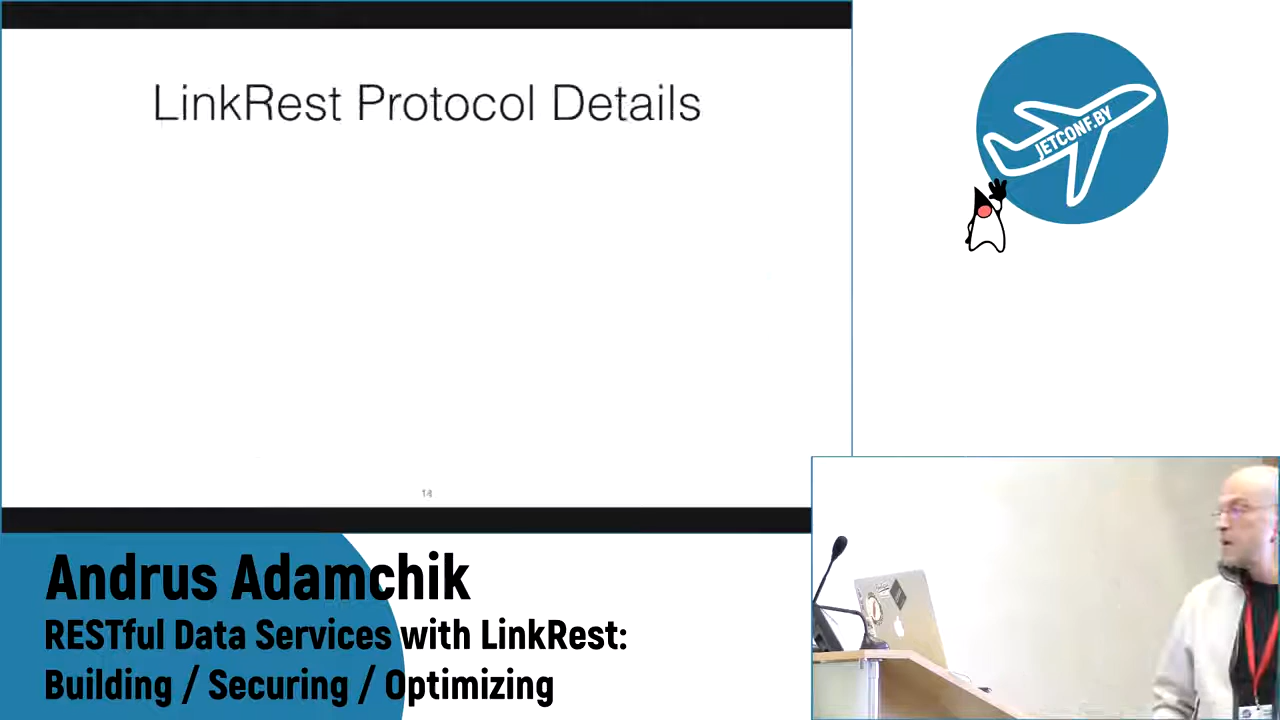 LinkRest Protocol Details
14
JETCONF.BY
Andrus Adamchik
RESTful Data Services with LinkRest:
Building / Securing / Optimizing